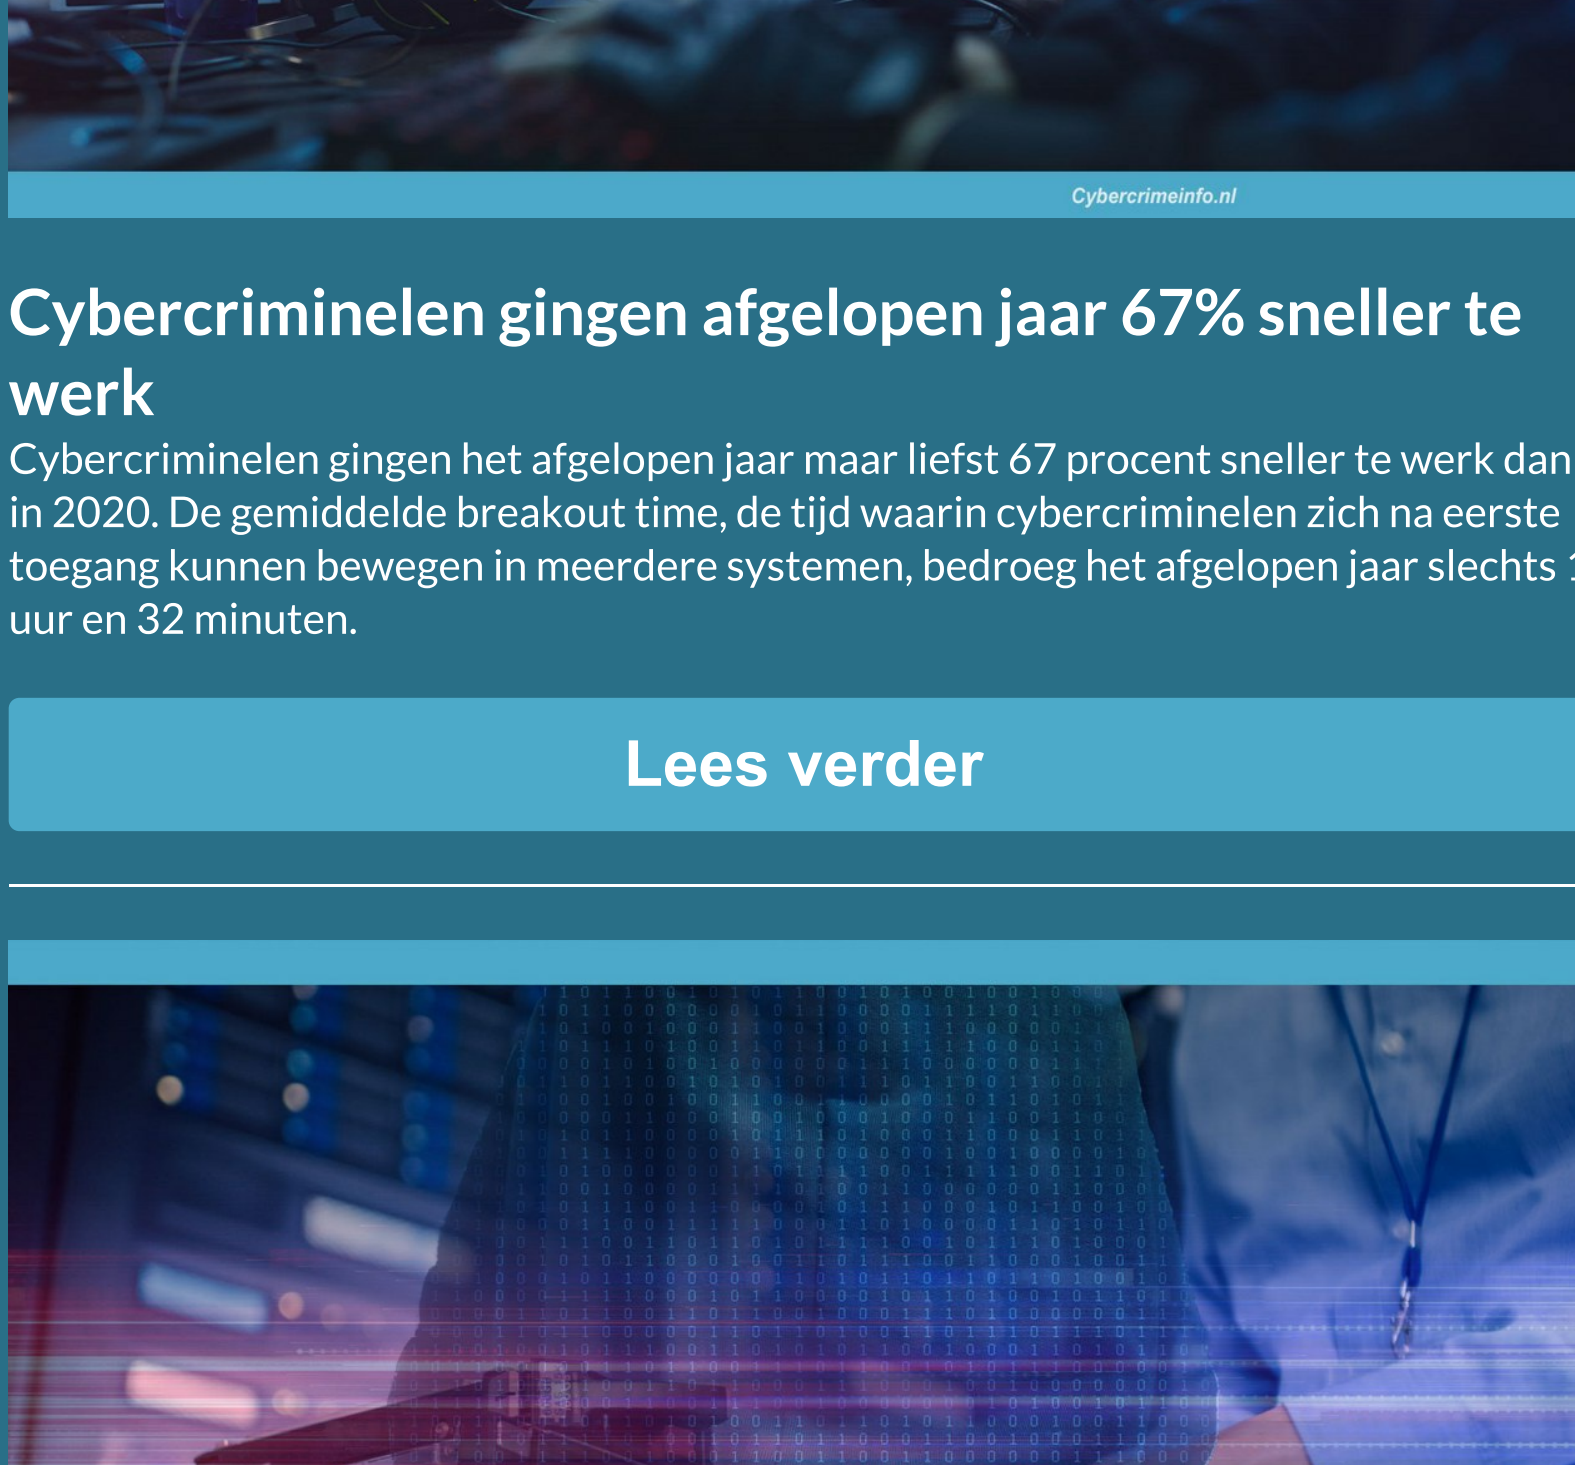 Cybercrimeinfo.nl
Cybercriminelen gingen afgelopen jaar 67% sneller te
werk
Cybercriminelen gingen het afgelopen jaar maar liefst 67 procent sneller te werk dan
in 2020. De gemiddelde breakout time, de tijd waarin cybercriminelen zich na eerste
toegang kunnen bewegen in meerdere systemen, bedroeg het afgelopen jaar slechts 1
uur en 32 minuten.
Lees verder